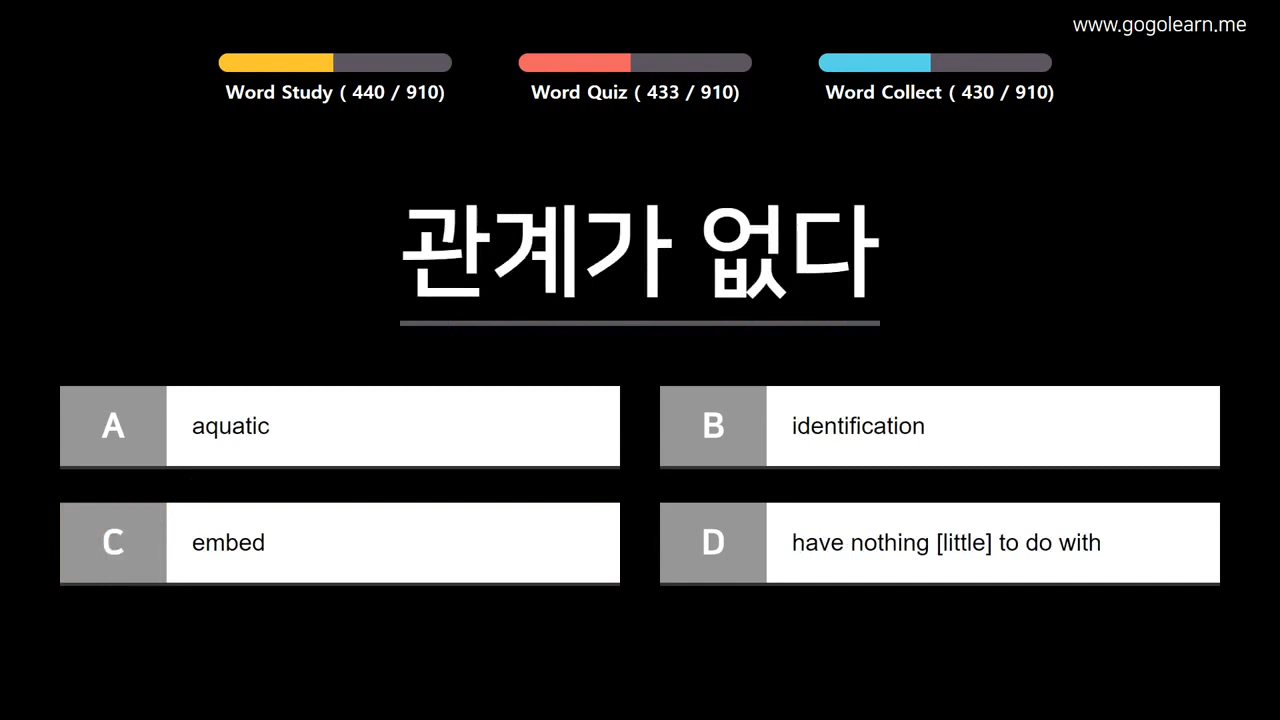 www.gogolearn.me
Word Study ( 440 / 910)
Word Quiz ( 433 / 910)
Word Collect ( 430 / 910)
관계가 없다
A aquatic
B identification
C embed
D have nothing [little] to do with